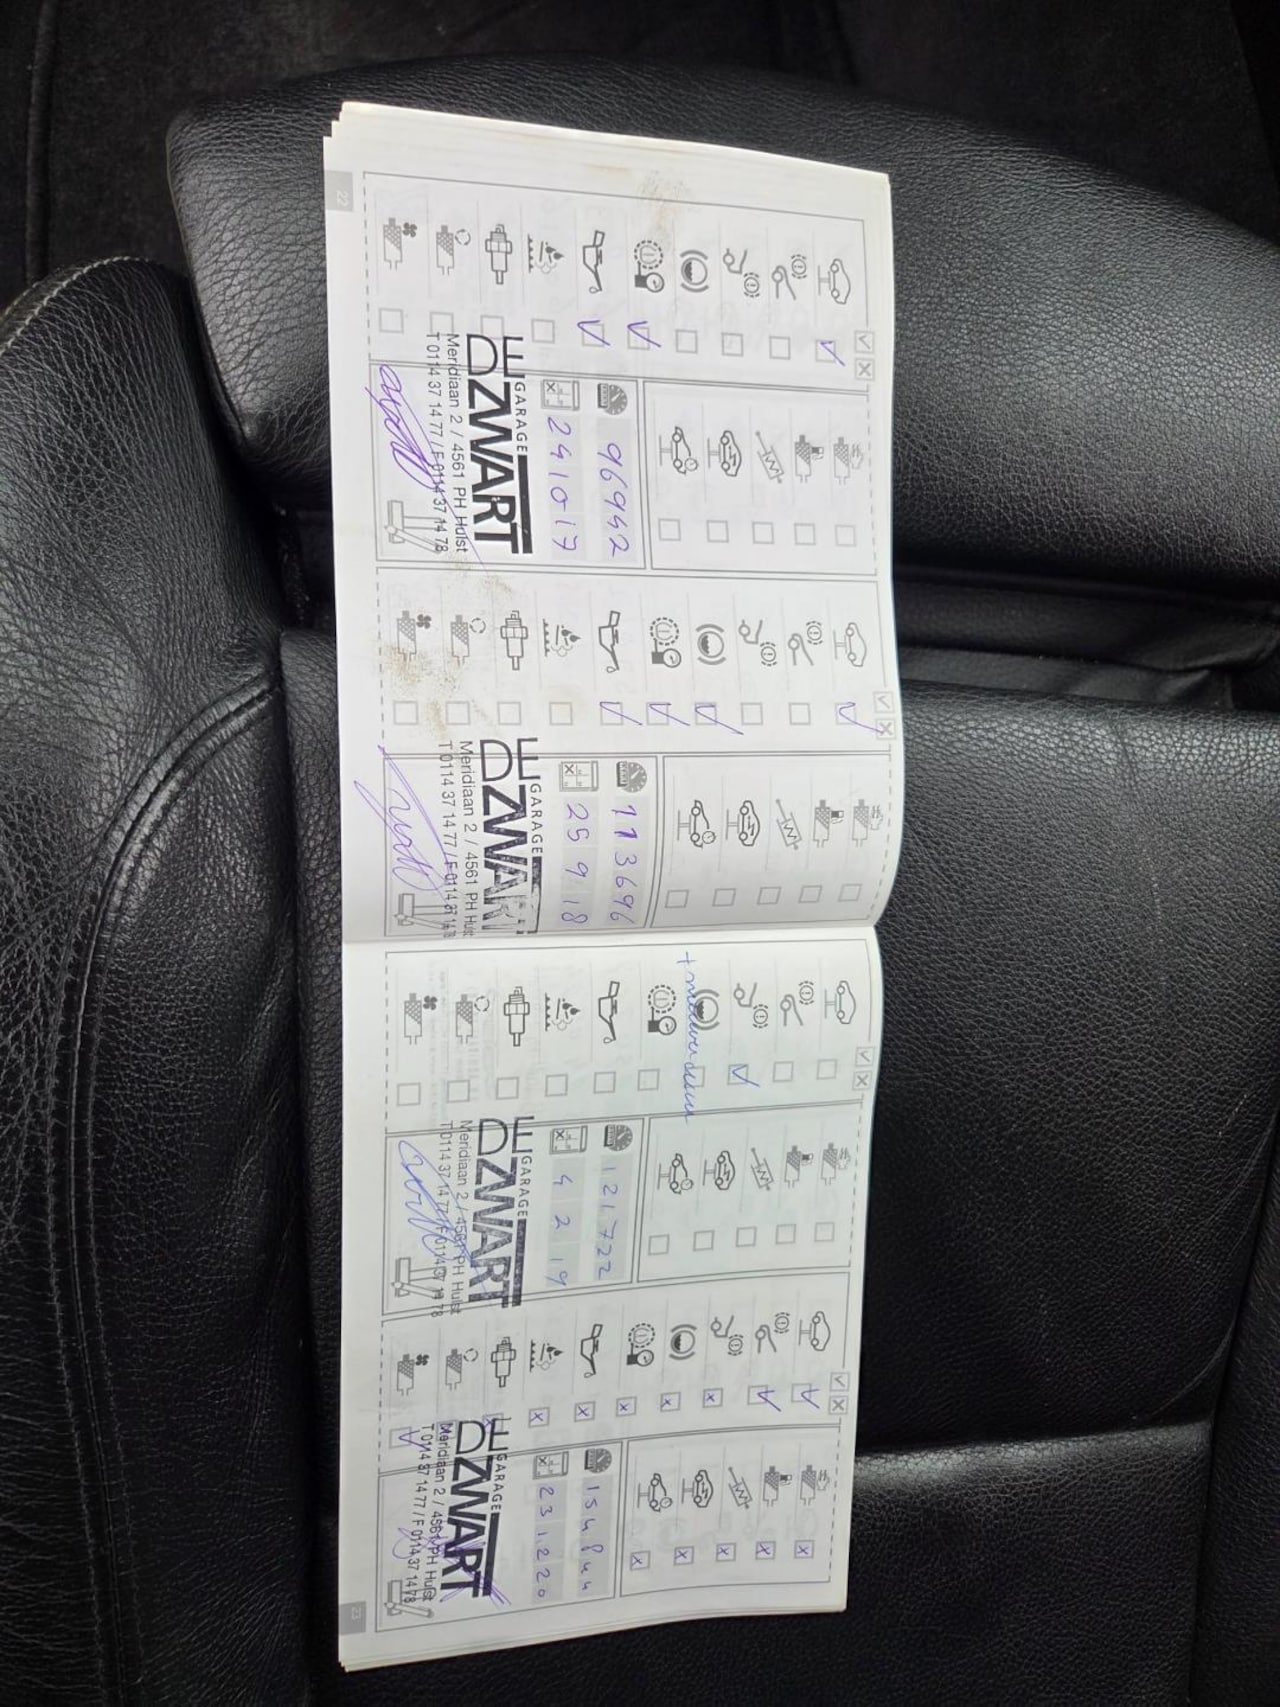 22
96942
24 10 17
GARAGE
DE ZWART
Meridiaan 2 / 4561 PH Hulst
T 0114 37 14 77 / F 0114 37 14 78
113696
25 9 18
GARAGE
DE ZWART
Meridiaan 2 / 4561 PH Hulst
T 0114 37 14 77 / F 0114 37 14 78
121722
4 2 19
GARAGE
DE ZWART
Meridiaan 2 / 4561 PH Hulst
T 0114 37 14 77 / F 0114 37 14 78
154844
23 12 20
GARAGE
DE ZWART
Meridiaan 2 / 4561 PH Hulst
T 0114 37 14 77 / F 0114 37 14 78
23